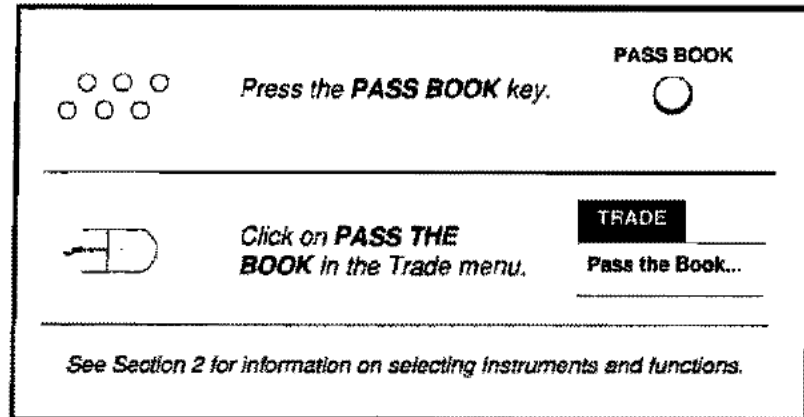 PASS BOOK
Press the PASS BOOK key.
Click on PASS THE
BOOK in the Trade menu.
TRADE
Pass the Book...
See Section 2 for information on selecting instruments and functions.